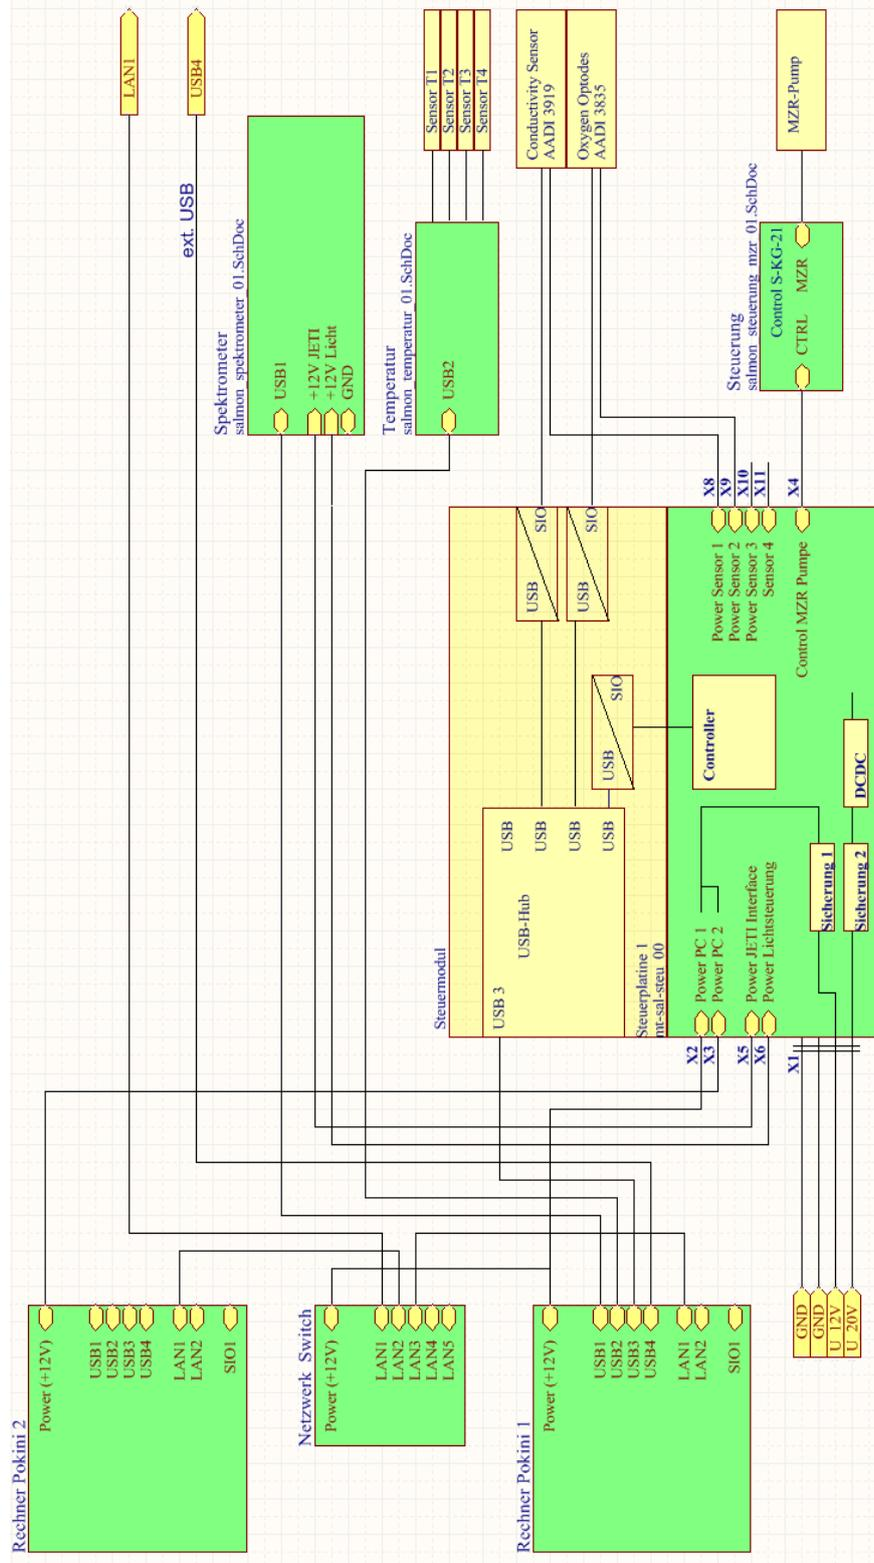 LAN1
USB4
ext. USB
Spektrometer
salmon_spektrometer_01.SchDoc
USB1
+12V JETI
+12V Licht
GND
Sensor T1
Sensor T2
Sensor T3
Sensor T4
Temperatur
salmon_temperatur_01.SchDoc
USB2
Conductivity Sensor
AADI 3919
Oxygen Optodes
AADI 3835
MZR-Pump
Steuerung
salmon_steuerung_mzr_01.SchDoc
Control S-KG-21
CTRL
MZR
Steuermodul
USB 3
USB-Hub
USB
USB
USB
USB
USB
SIO
USB
SIO
USB
SIO
Steuerplatine 1
mt-sal-steu_00
Controller
X8
X9
X10
X11
X4
Power Sensor 1
Power Sensor 2
Power Sensor 3
Sensor 4
Control MZR Pumpe
X2
X3
X5
X6
X1
Power PC 1
Power PC 2
Power JETI Interface
Power Lichtsteuerung
Sicherung 1
Sicherung 2
DCDC
Rechner Pokini 2
Power (+12V)
USB1
USB2
USB3
USB4
LAN1
LAN2
SIO1
Netzwerk Switch
Power (+12V)
LAN1
LAN2
LAN3
LAN4
LAN5
Rechner Pokini 1
Power (+12V)
USB1
USB2
USB3
USB4
LAN1
LAN2
SIO1
GND
GND
U_12V
U_20V